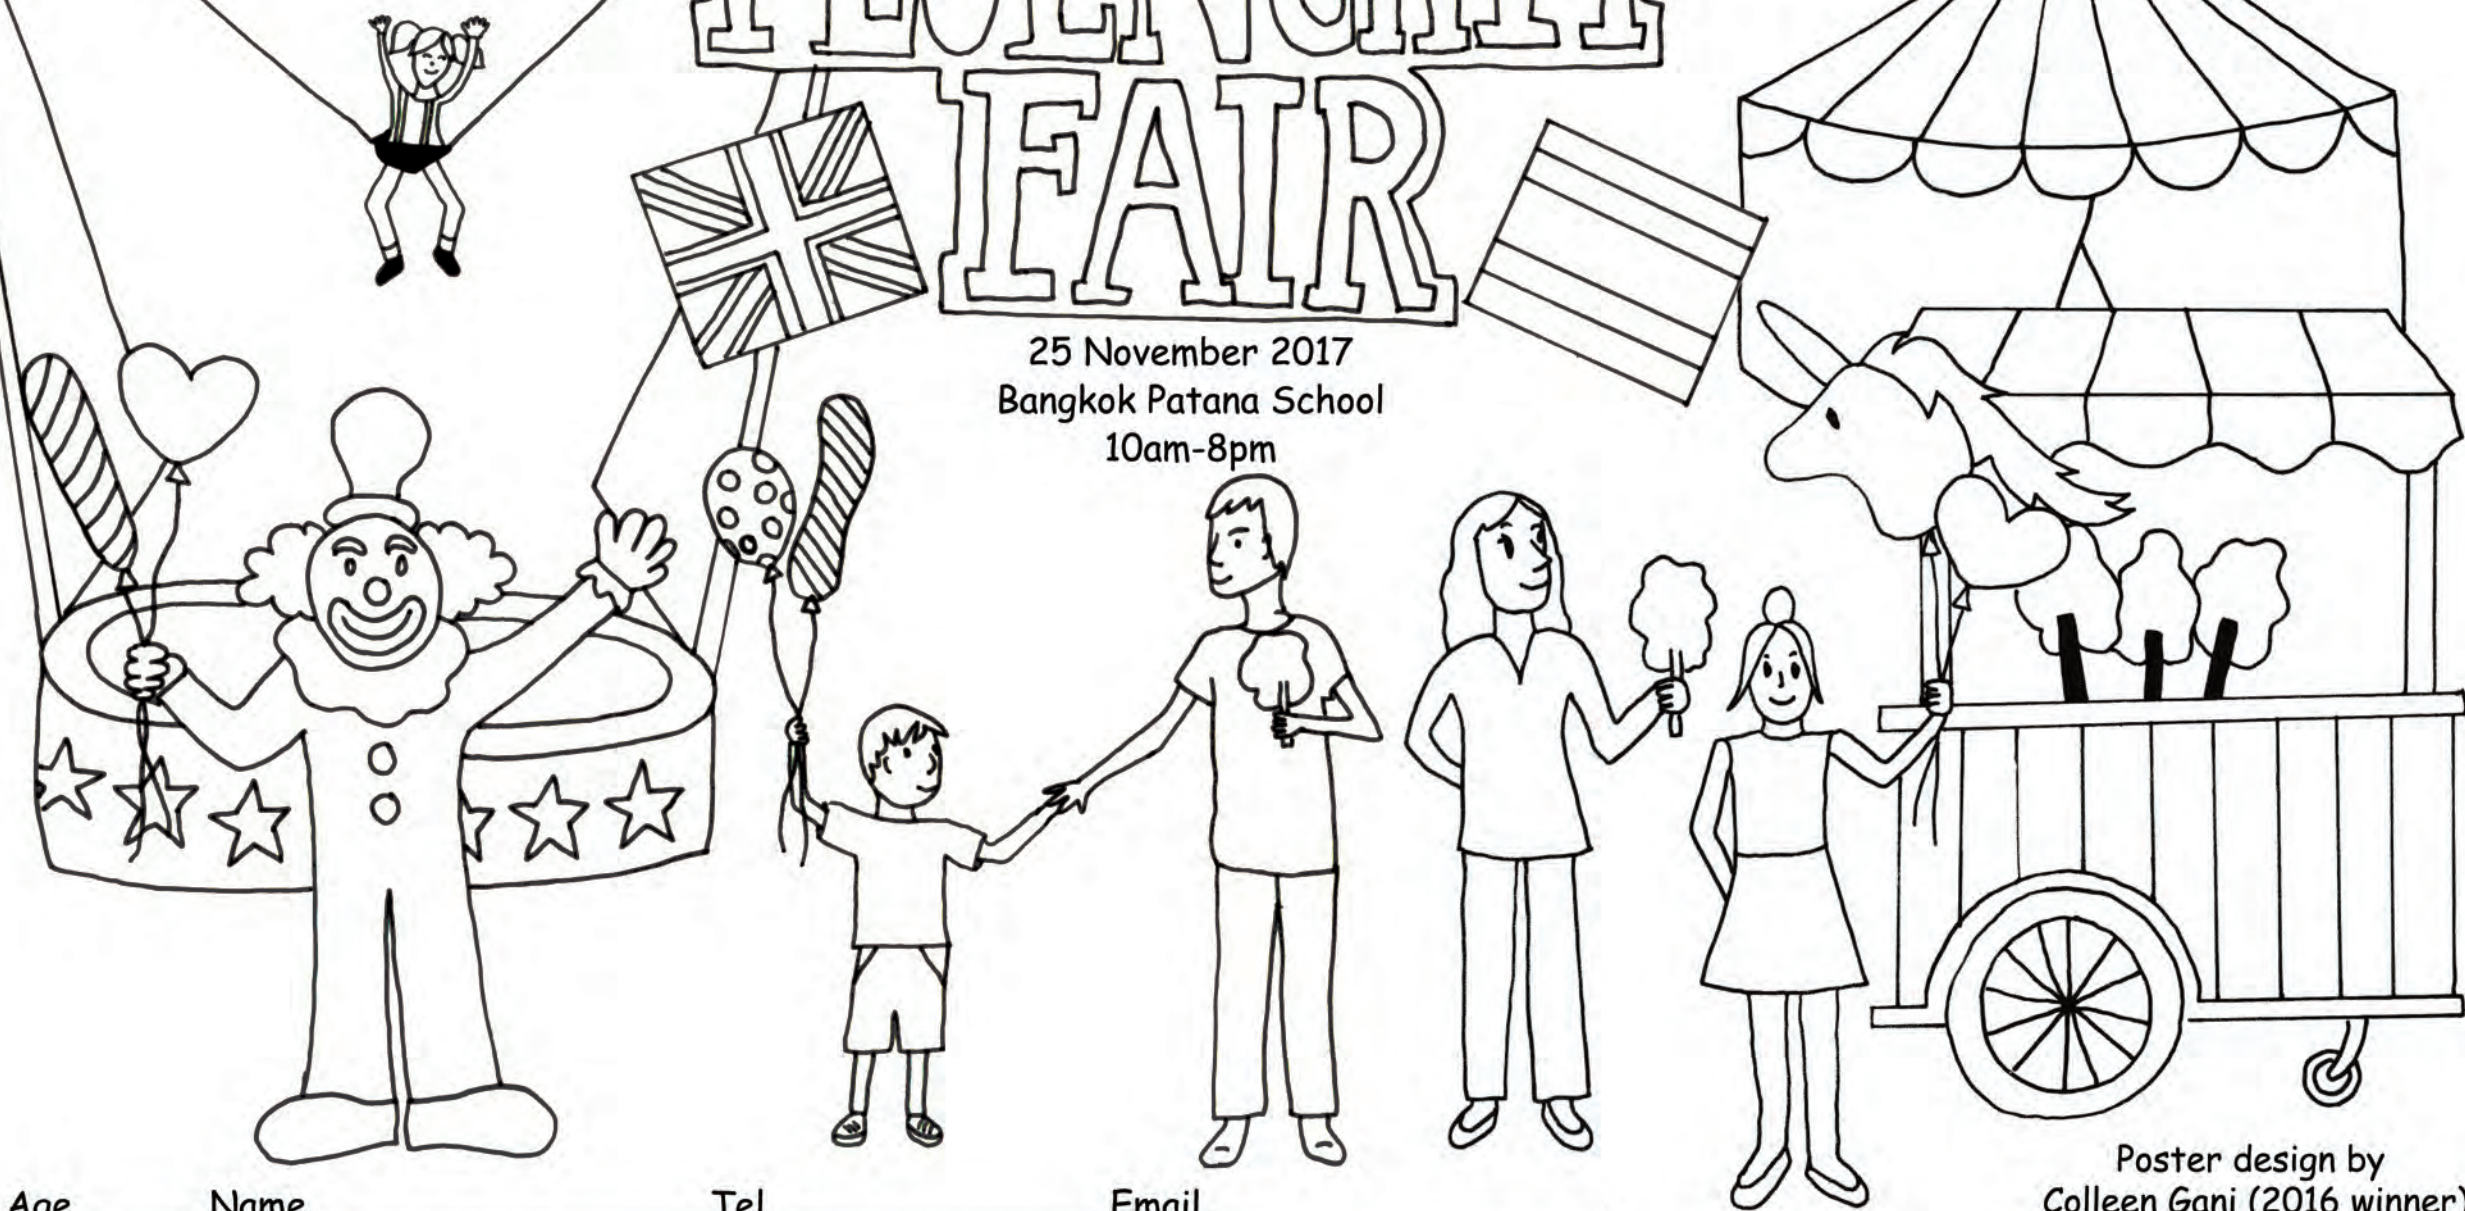 PLOENCHIT
FAIR
25 November 2017
Bangkok Patana School
10am-8pm
Poster design by
Colleen Gani (2016 winner)
Age Name Tel Email